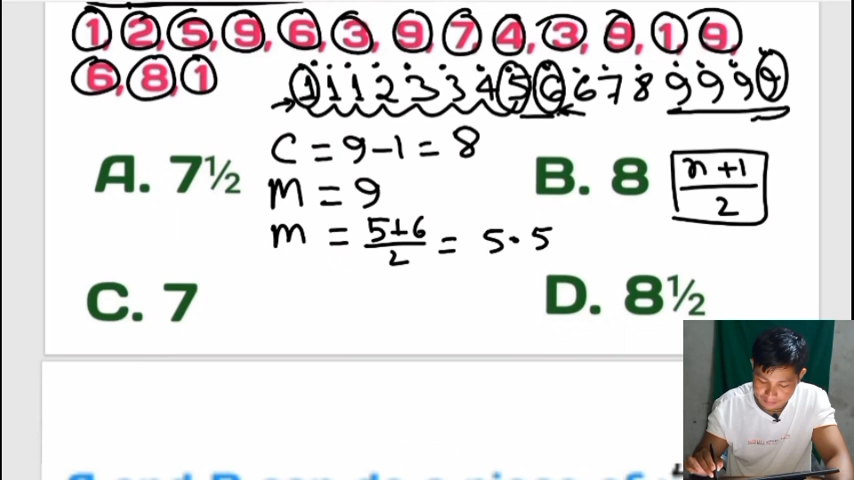 1, 2, 5, 9, 6, 3, 9, 7, 4, 3, 9, 1, 9,
6, 8, 1
1 1 1 2 3 3 4 5 6 6 7 8 9 9 9 9
C = 9-1 = 8
A. 7½
B. 8
n+1/2
M = 9
m = 5+6/2 = 5.5
C. 7
D. 8½